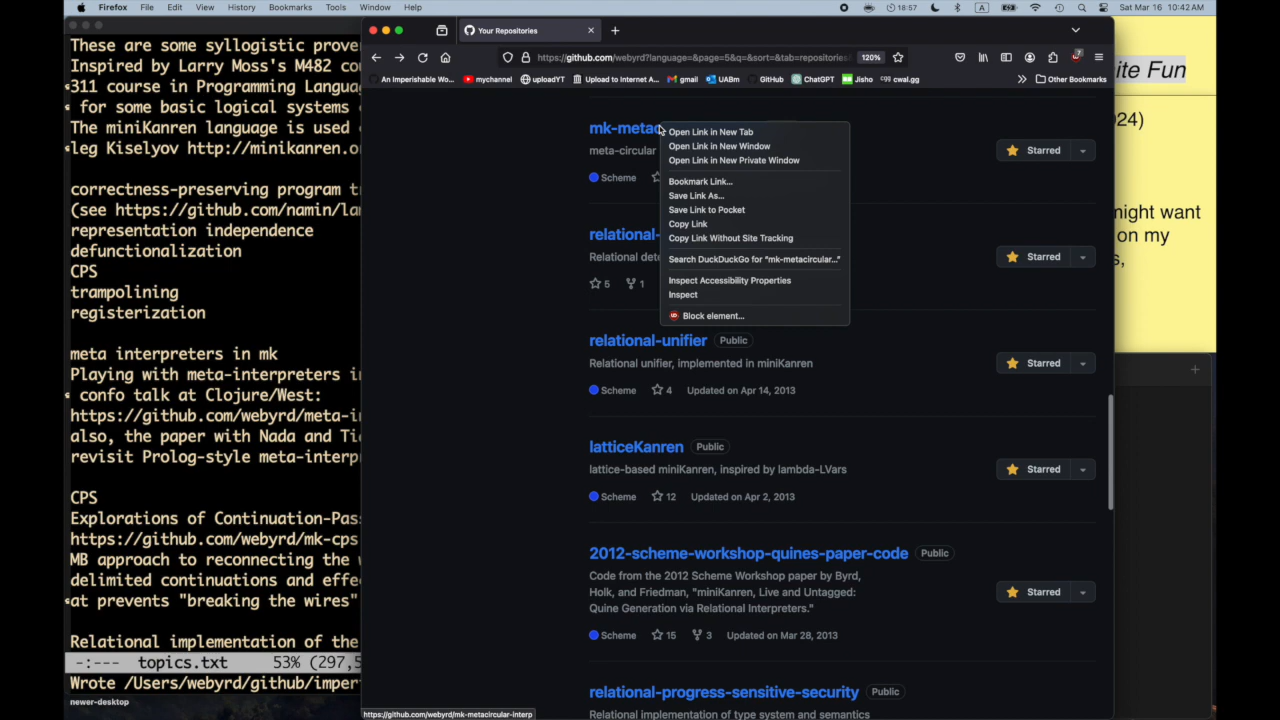 Firefox File Edit View History Bookmarks Tools Window Help
18:57 A Sat Mar 16 10:42 AM
Your Repositories
https://github.com/webyrd?language=&page=5&q=&sort=&tab=repositories
120%
7
An Imperishable Wo... mychannel uploadYT Upload to Internet A... gmail UABm GitHub ChatGPT Jisho cwal.gg Other Bookmarks
These are some syllogistic prove
Inspired by Larry Moss's M482 co
311 course in Programming Langua
for some basic logical systems
The miniKanren language is used
leg Kiselyov http://minikanren.o
correctness-preserving program t
(see https://github.com/namin/la
representation independence
defunctionalization
CPS
trampolining
registerization
meta interpreters in mk
Playing with meta-interpreters i
confo talk at Clojure/West:
https://github.com/webyrd/meta-i
also, the paper with Nada and Ti
revisit Prolog-style meta-interp
CPS
Explorations of Continuation-Pas
https://github.com/webyrd/mk-cps
MB approach to reconnecting the
delimited continuations and effe
at prevents "breaking the wires"
Relational implementation of the
-:--- topics.txt 53% (297,5
Wrote /Users/webyrd/github/imper
newer-desktop
mk-metac
meta-circular
Scheme
Starred
Open Link in New Tab
Open Link in New Window
Open Link in New Private Window
Bookmark Link...
Save Link As...
Save Link to Pocket
Copy Link
Copy Link Without Site Tracking
Search DuckDuckGo for "mk-metacircular..."
Inspect Accessibility Properties
Inspect
Block element...
relational-
Relational dete
5 1
Starred
relational-unifier Public
Relational unifier, implemented in miniKanren
Scheme 4 Updated on Apr 14, 2013
Starred
latticeKanren Public
lattice-based miniKanren, inspired by lambda-LVars
Scheme 12 Updated on Apr 2, 2013
Starred
2012-scheme-workshop-quines-paper-code Public
Code from the 2012 Scheme Workshop paper by Byrd,
Holk, and Friedman, "miniKanren, Live and Untagged:
Quine Generation via Relational Interpreters."
Scheme 15 3 Updated on Mar 28, 2013
Starred
relational-progress-sensitive-security Public
Relational implementation of type system and semantics
https://github.com/webyrd/mk-metacircular-interp
ite Fun
24)
night want
on my
s,